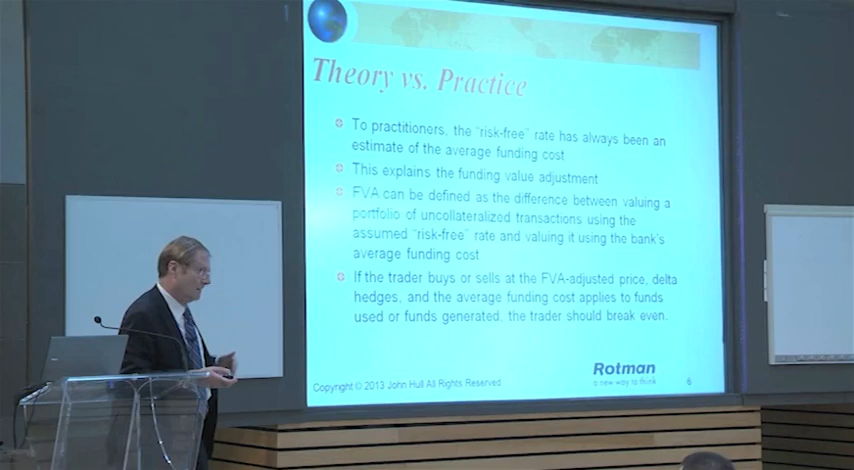 Theory vs. Practice
To practitioners, the "risk-free" rate has always been an
estimate of the average funding cost
This explains the funding value adjustment
FVA can be defined as the difference between valuing a
portfolio of uncollateralized transactions using the
assumed "risk-free" rate and valuing it using the bank's
average funding cost
If the trader buys or sells at the FVA-adjusted price, delta
hedges, and the average funding cost applies to funds
used or funds generated, the trader should break even.
Rotman
a new way to think
Copyright © 2013 John Hull All Rights Reserved
6